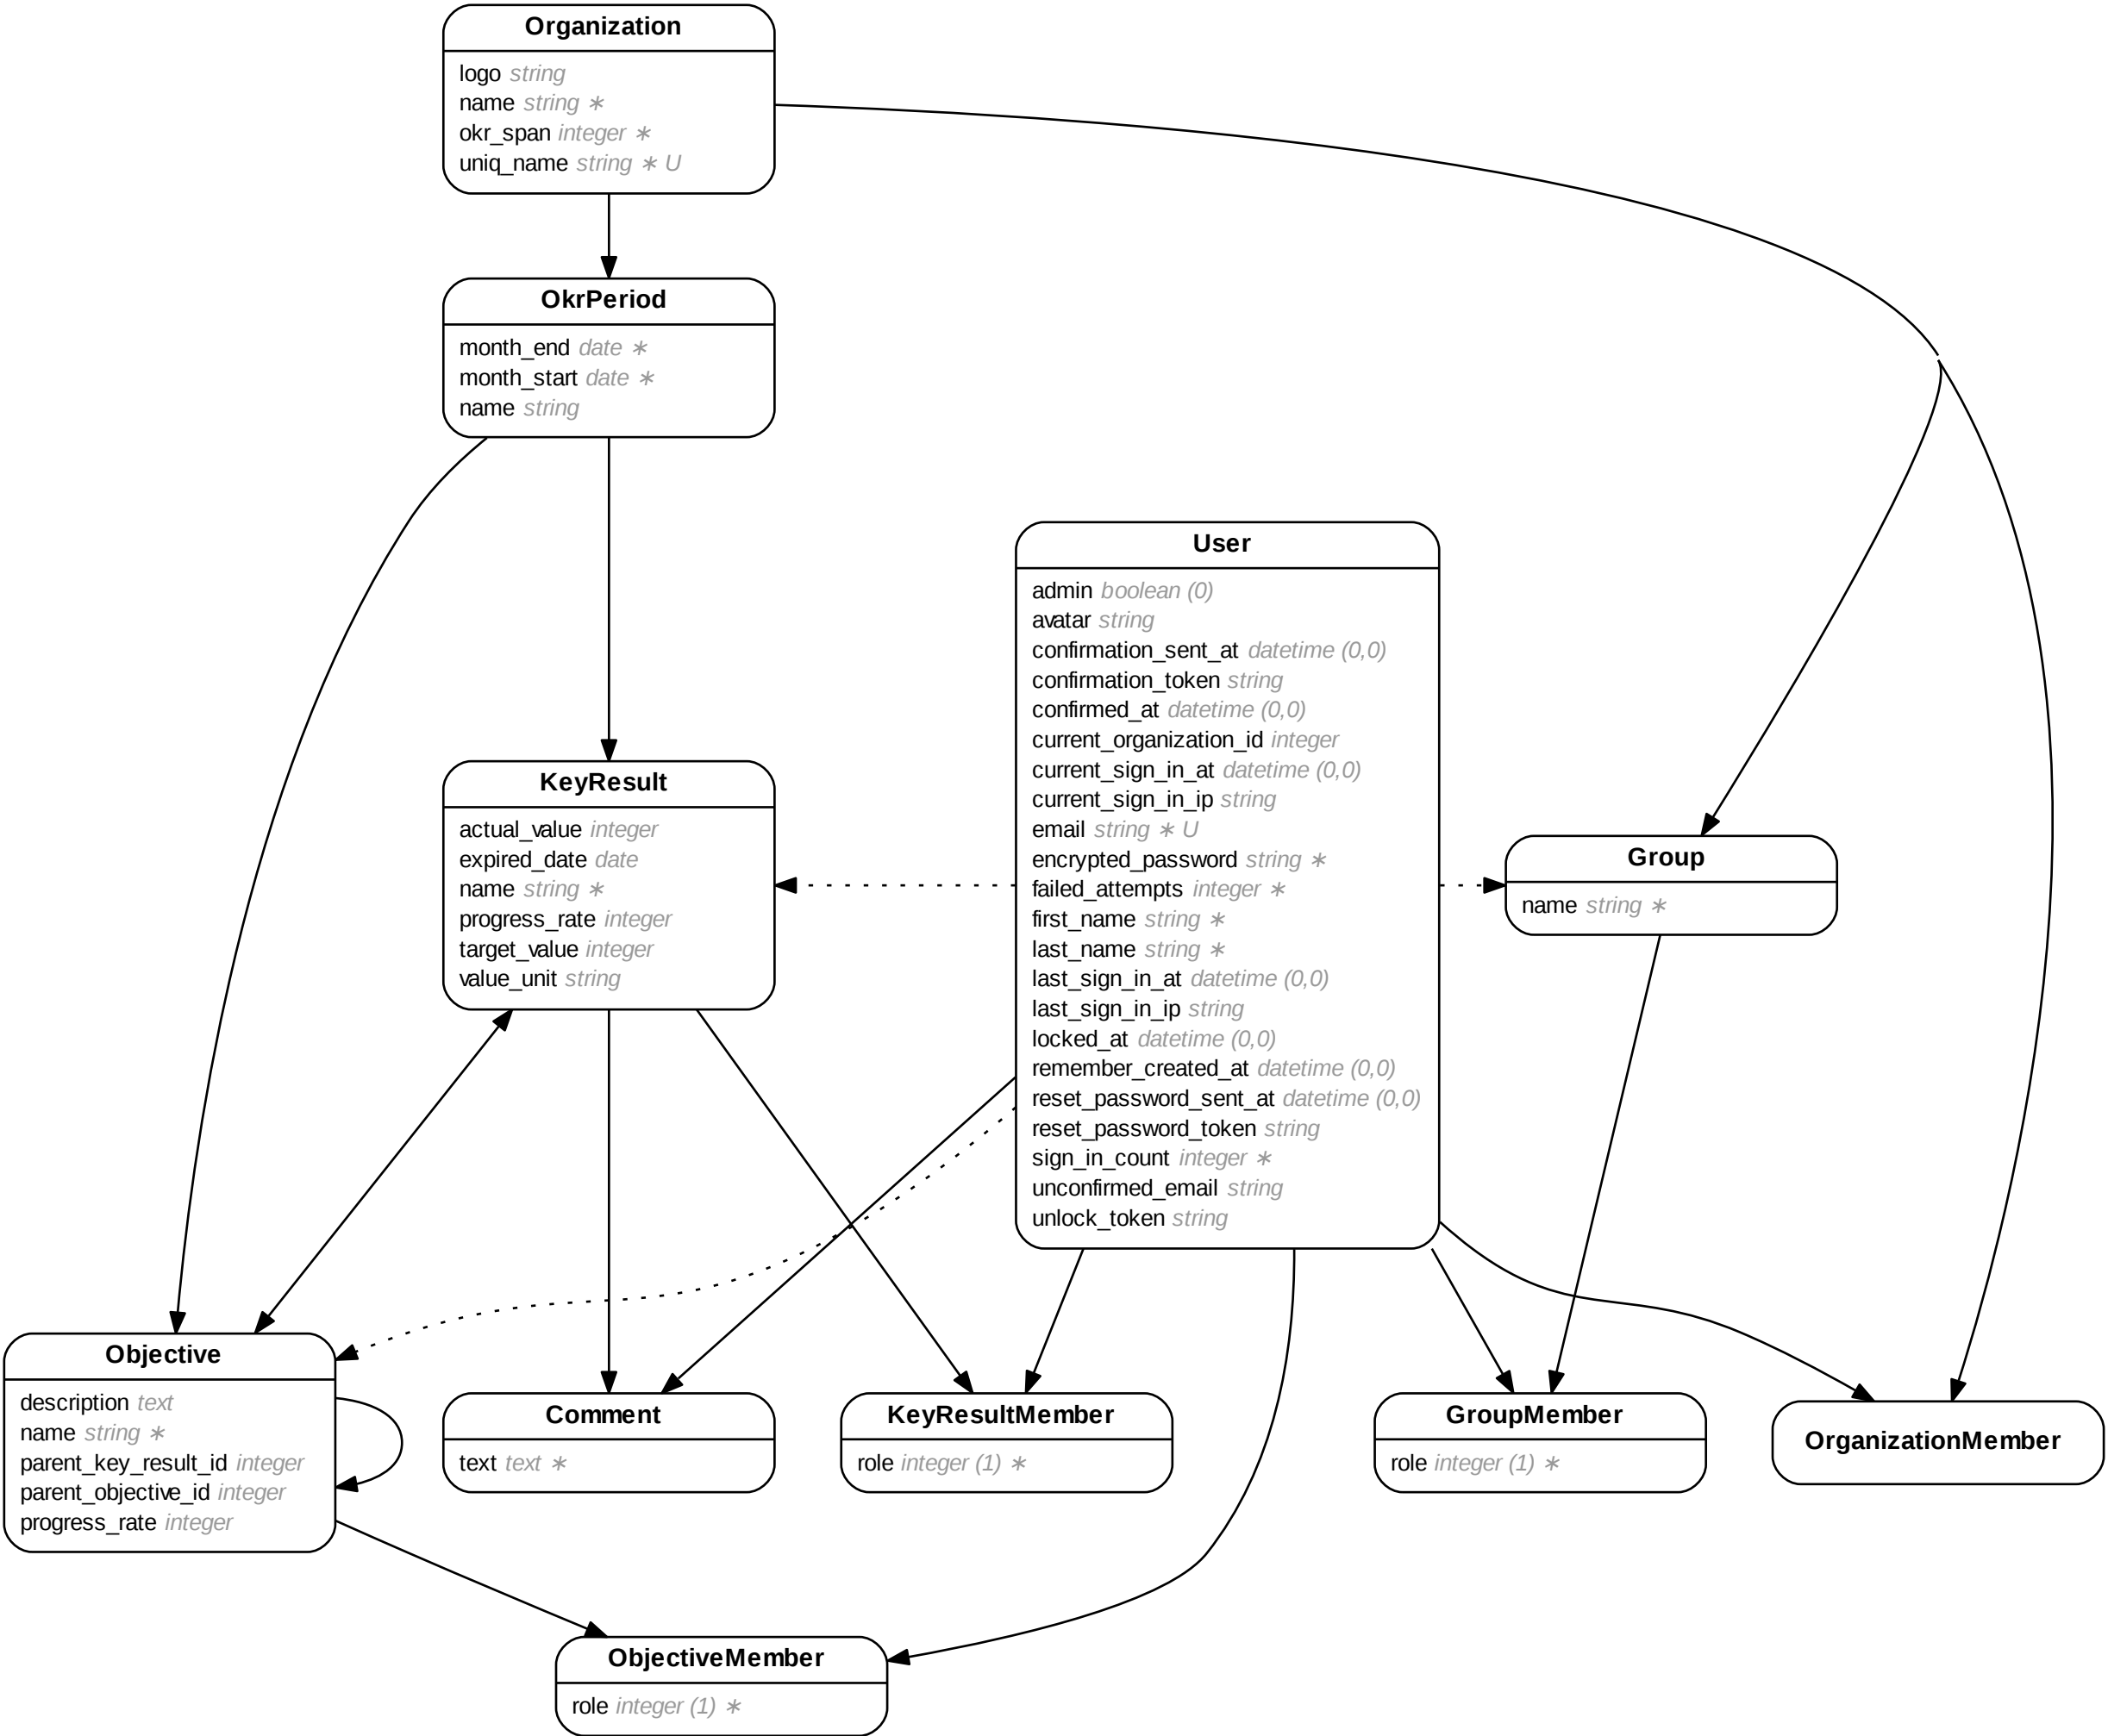 Organization
logo string
name string ∗
okr_span integer ∗
uniq_name string ∗ U
OkrPeriod
month_end date ∗
month_start date ∗
name string
User
admin boolean (0)
avatar string
confirmation_sent_at datetime (0,0)
confirmation_token string
confirmed_at datetime (0,0)
current_organization_id integer
current_sign_in_at datetime (0,0)
current_sign_in_ip string
email string ∗ U
encrypted_password string ∗
failed_attempts integer ∗
first_name string ∗
last_name string ∗
last_sign_in_at datetime (0,0)
last_sign_in_ip string
locked_at datetime (0,0)
remember_created_at datetime (0,0)
reset_password_sent_at datetime (0,0)
reset_password_token string
sign_in_count integer ∗
unconfirmed_email string
unlock_token string
KeyResult
actual_value integer
expired_date date
name string ∗
progress_rate integer
target_value integer
value_unit string
Group
name string ∗
Objective
description text
name string ∗
parent_key_result_id integer
parent_objective_id integer
progress_rate integer
Comment
text text ∗
KeyResultMember
role integer (1) ∗
GroupMember
role integer (1) ∗
OrganizationMember
ObjectiveMember
role integer (1) ∗